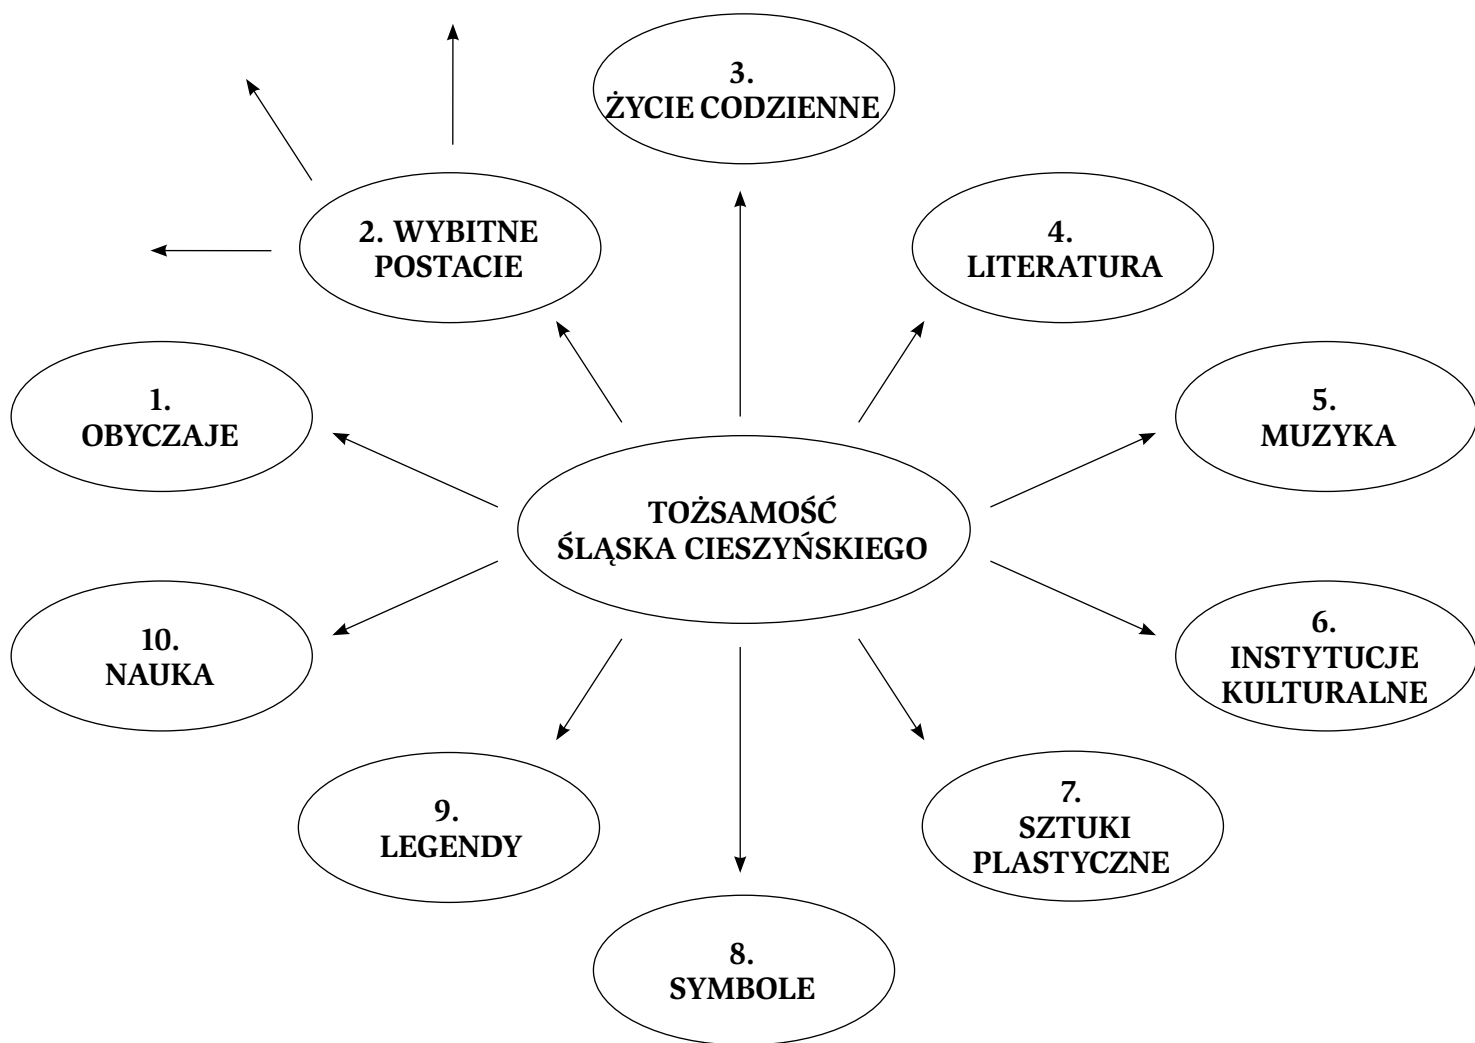 3.
ŻYCIE CODZIENNE
2. WYBITNE
POSTACIE
4.
LITERATURA
1.
OBYCZAJE
5.
MUZYKA
TOŻSAMOŚĆ
ŚLĄSKA CIESZYŃSKIEGO
10.
NAUKA
6.
INSTYTUCJE
KULTURALNE
9.
LEGENDY
7.
SZTUKI
PLASTYCZNE
8.
SYMBOLE